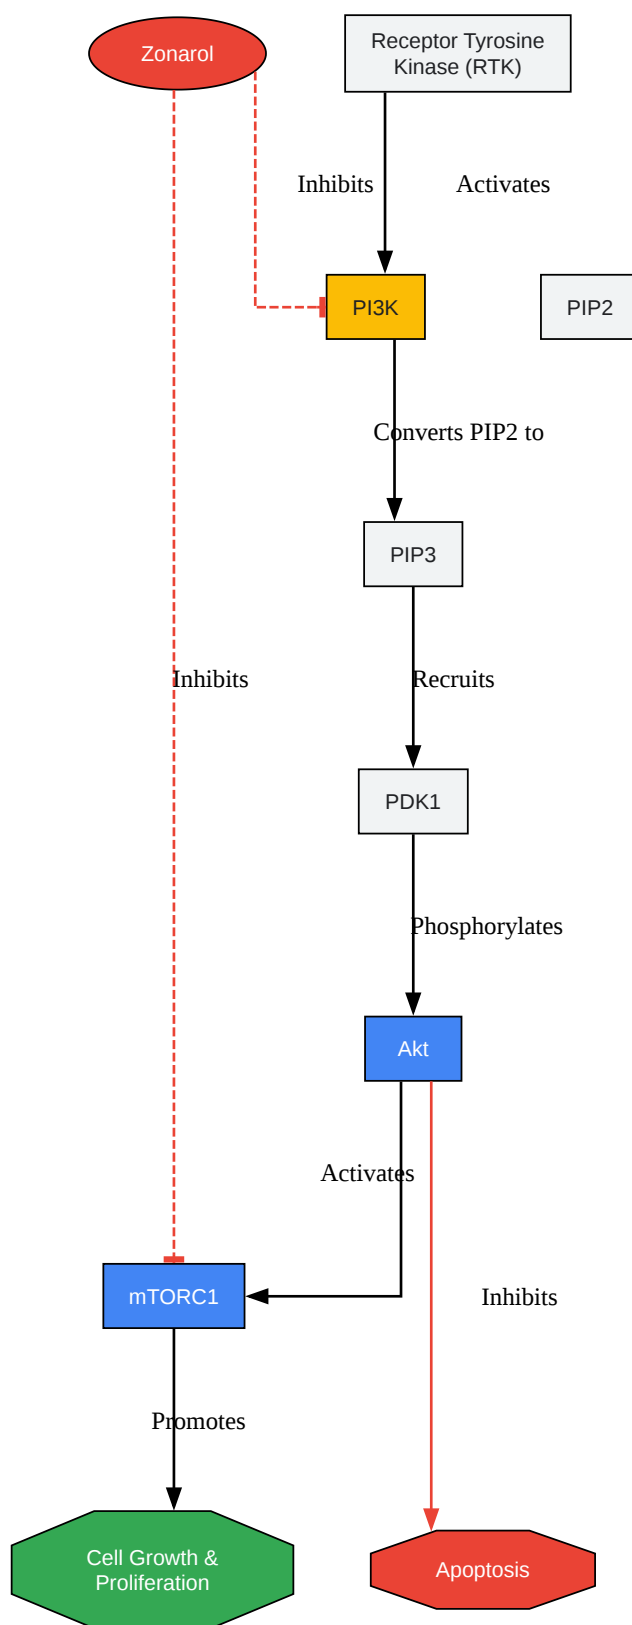 Zonarol
Receptor Tyrosine
Kinase (RTK)
Inhibits
Activates
PI3K
PIP2
Converts PIP2 to
PIP3
Inhibits
Recruits
PDK1
Phosphorylates
Akt
Activates
mTORC1
Inhibits
Promotes
Cell Growth &
Proliferation
Apoptosis